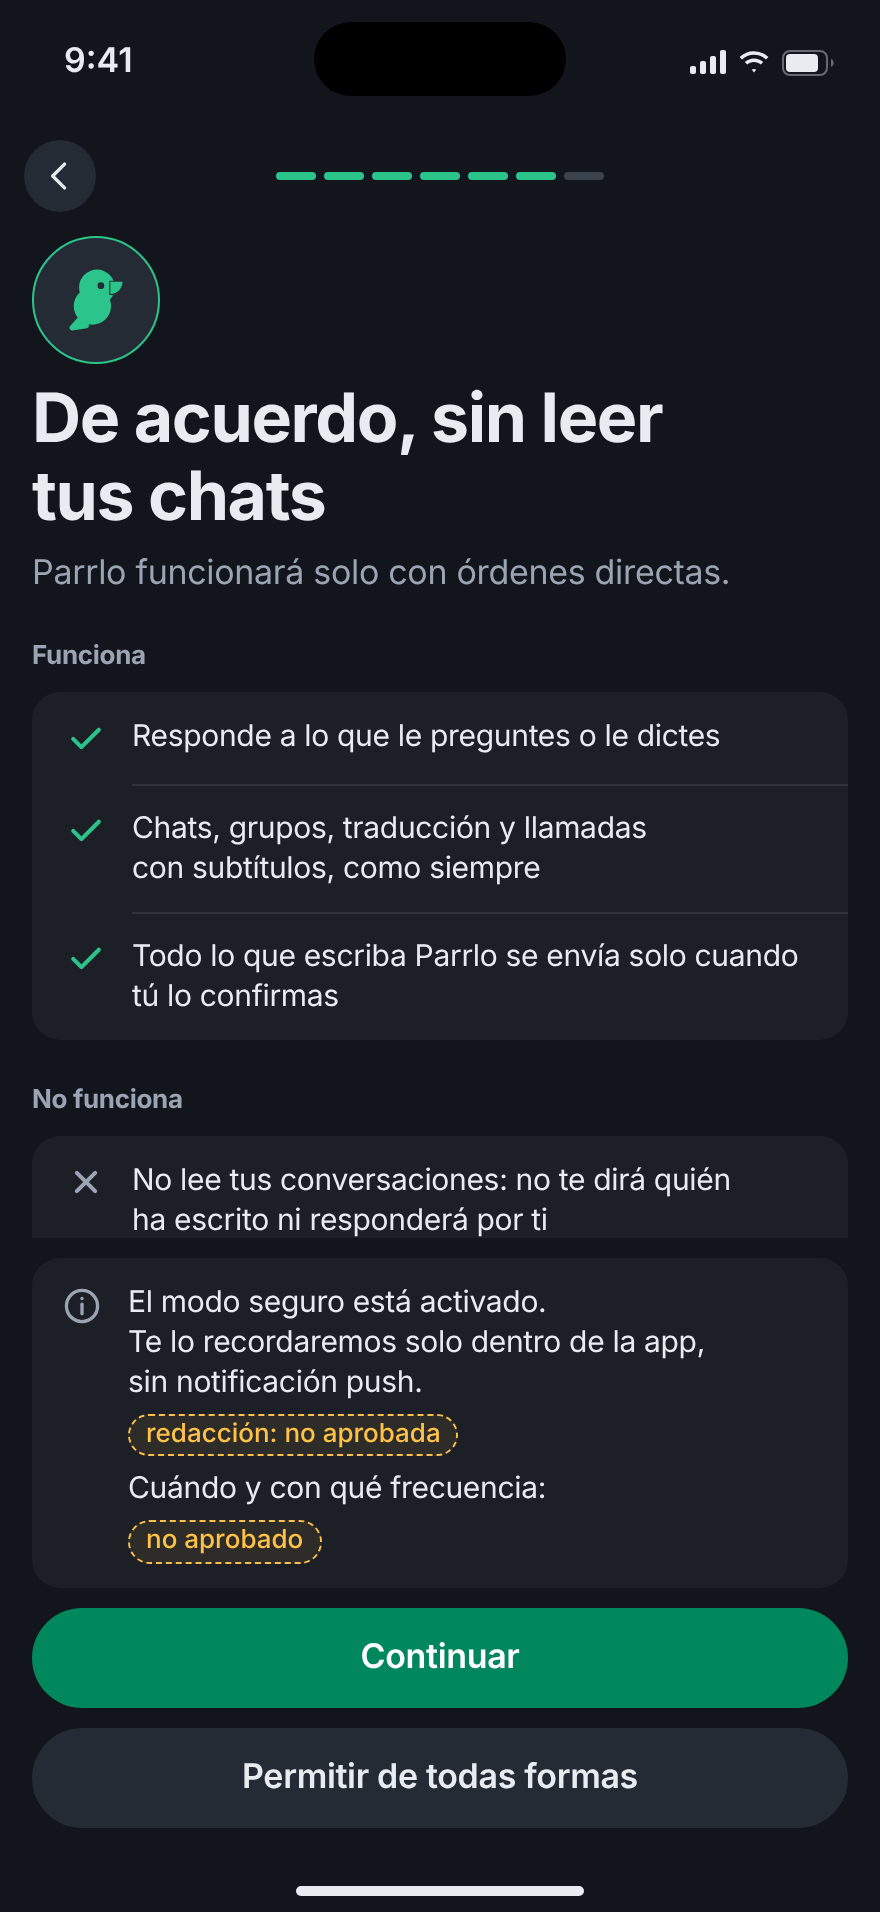 9:41
De acuerdo, sin leer
tus chats
Parrlo funcionará solo con órdenes directas.
Funciona
Responde a lo que le preguntes o le dictes
Chats, grupos, traducción y llamadas
con subtítulos, como siempre
Todo lo que escriba Parrlo se envía solo cuando
tú lo confirmas
No funciona
No lee tus conversaciones: no te dirá quién
ha escrito ni responderá por ti
El modo seguro está activado.
Te lo recordaremos solo dentro de la app,
sin notificación push.
redacción: no aprobada
Cuándo y con qué frecuencia:
no aprobado
Continuar
Permitir de todas formas